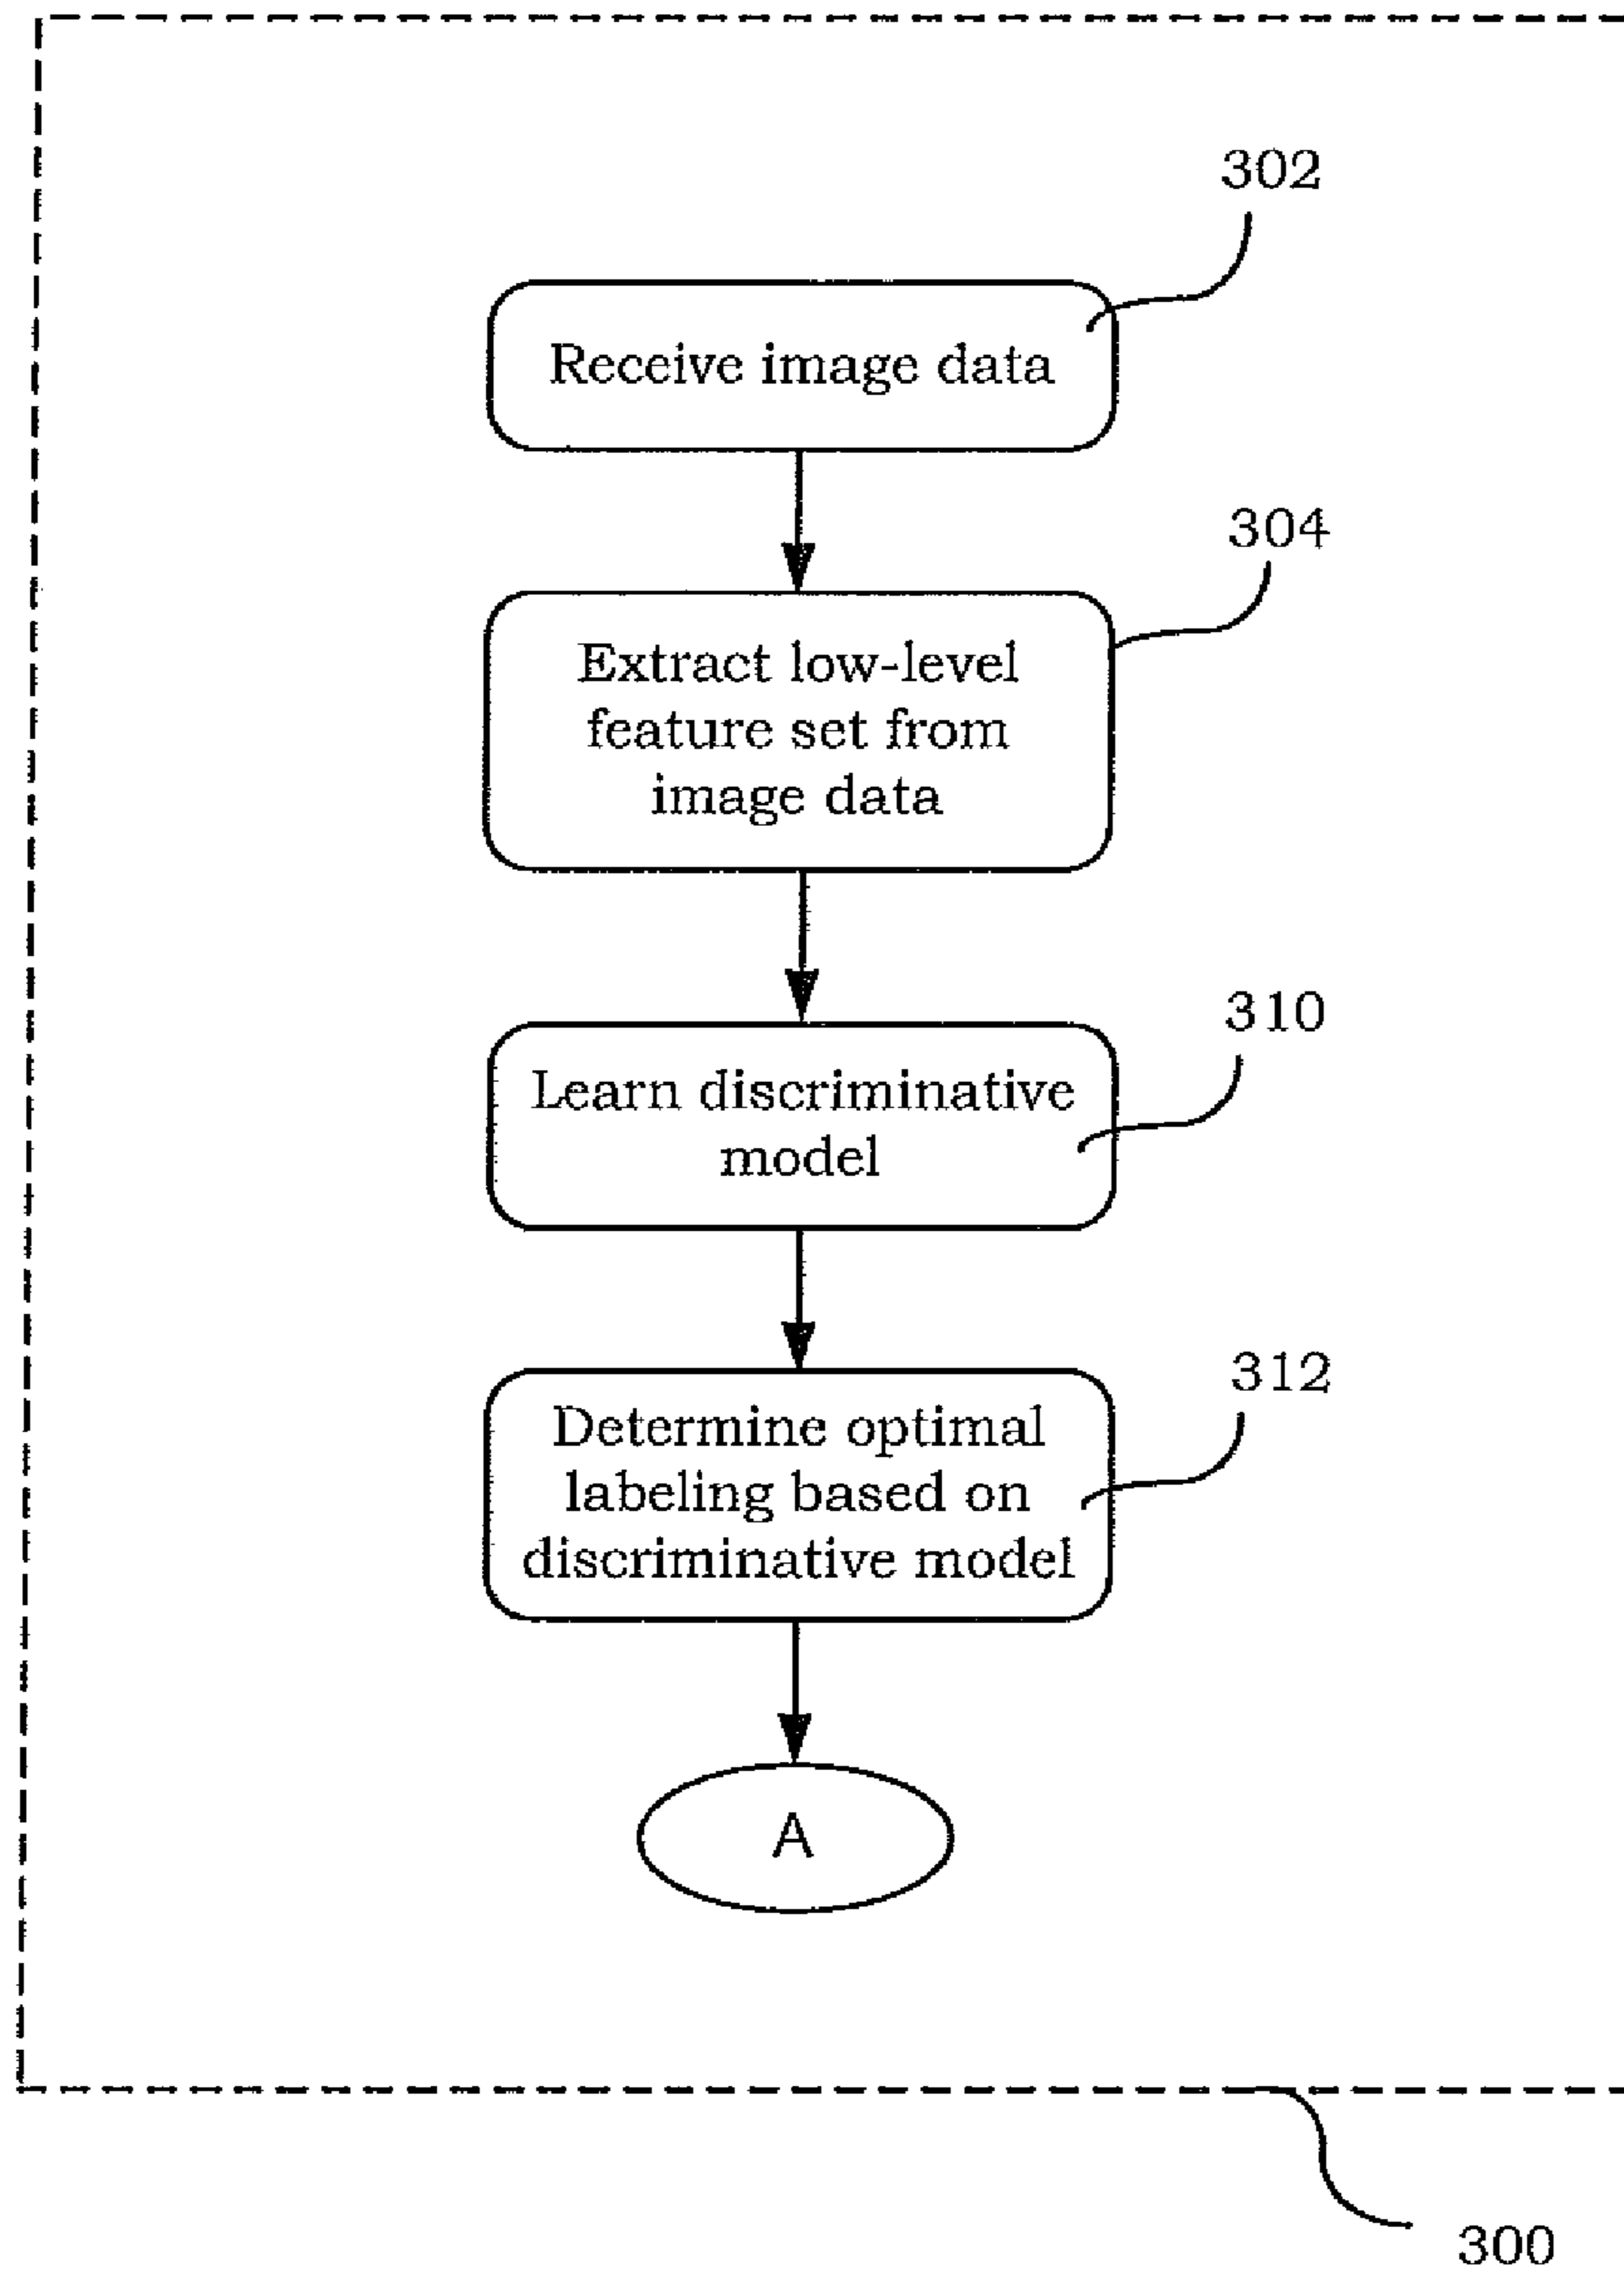 302
Receive image data
304
Extract low-level
feature set from
image data
310
Learn discriminative
model
312
Determine optimal
labeling based on
discriminative model
A
300